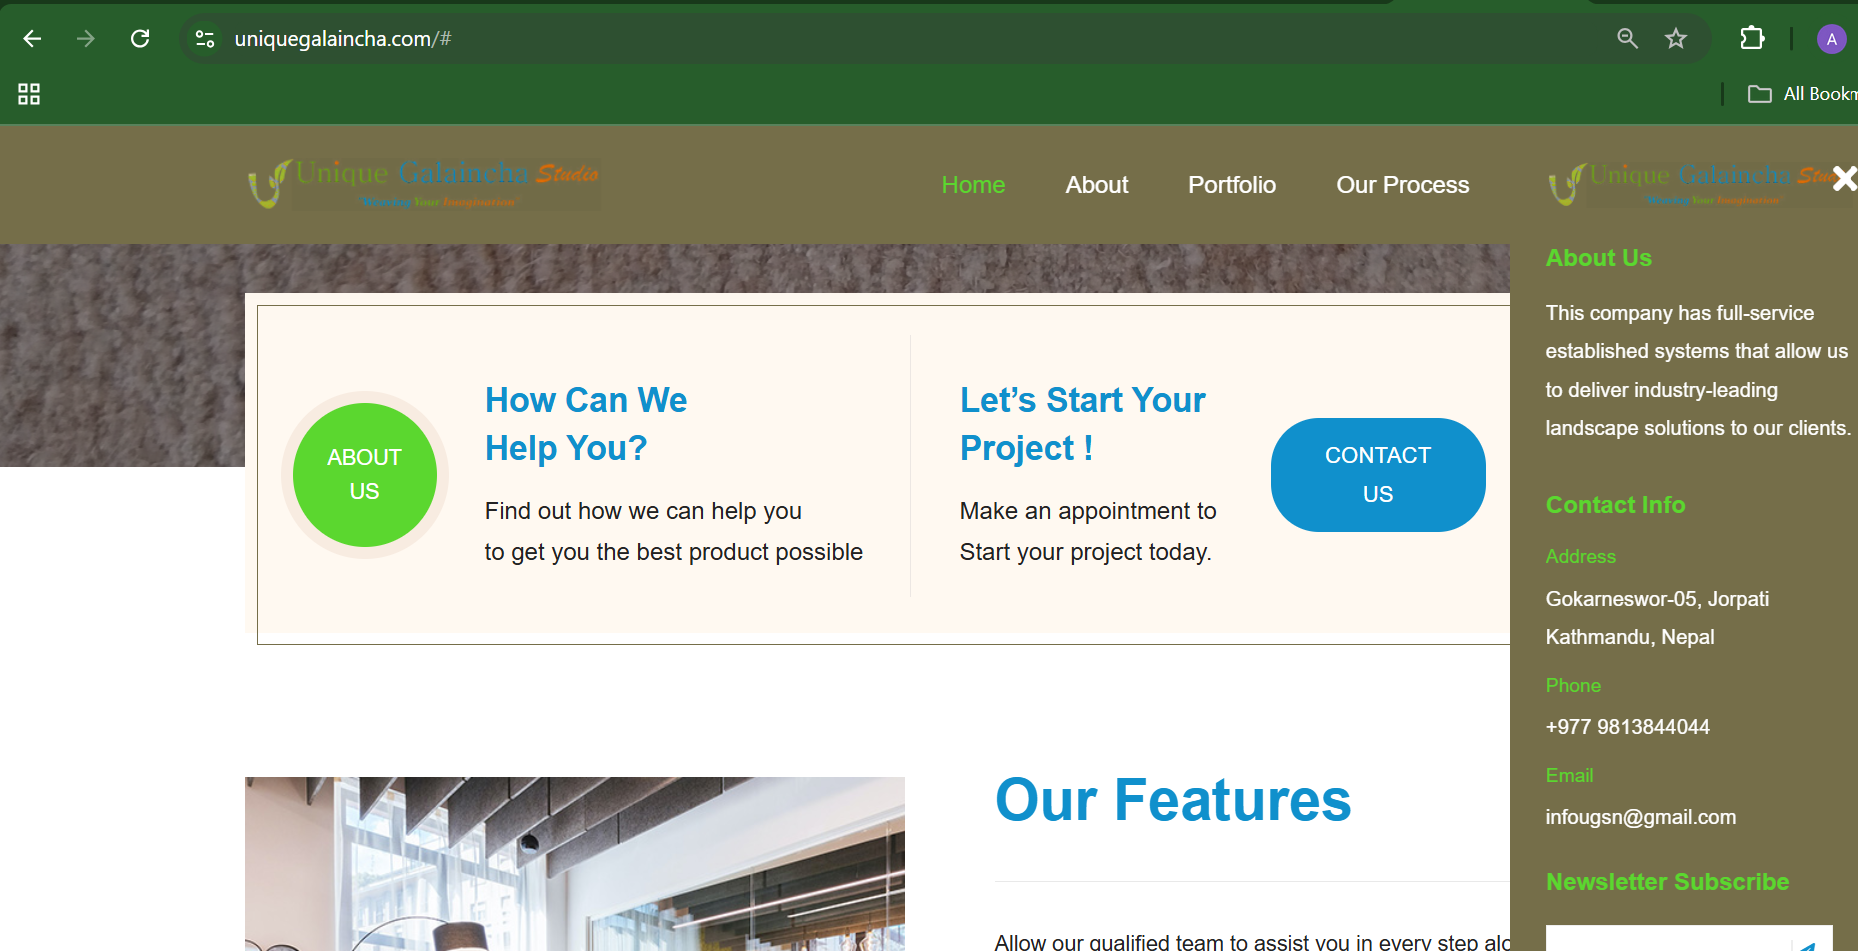 uniquegalaincha.com/#
A
All Bookm
Unique Galaincha Studio
"Weaving Your Imagination"
Home
About
Portfolio
Our Process
ABOUT
US
How Can We
Help You?
Find out how we can help you
to get you the best product possible
Let's Start Your
Project !
Make an appointment to
Start your project today.
CONTACT
US
Our Features
Allow our qualified team to assist you in every step alo
Unique Galaincha Stud
"Weaving Your Imagination"
About Us
This company has full-service
established systems that allow us
to deliver industry-leading
landscape solutions to our clients.
Contact Info
Address
Gokarneswor-05, Jorpati
Kathmandu, Nepal
Phone
+977 9813844044
Email
infougsn@gmail.com
Newsletter Subscribe